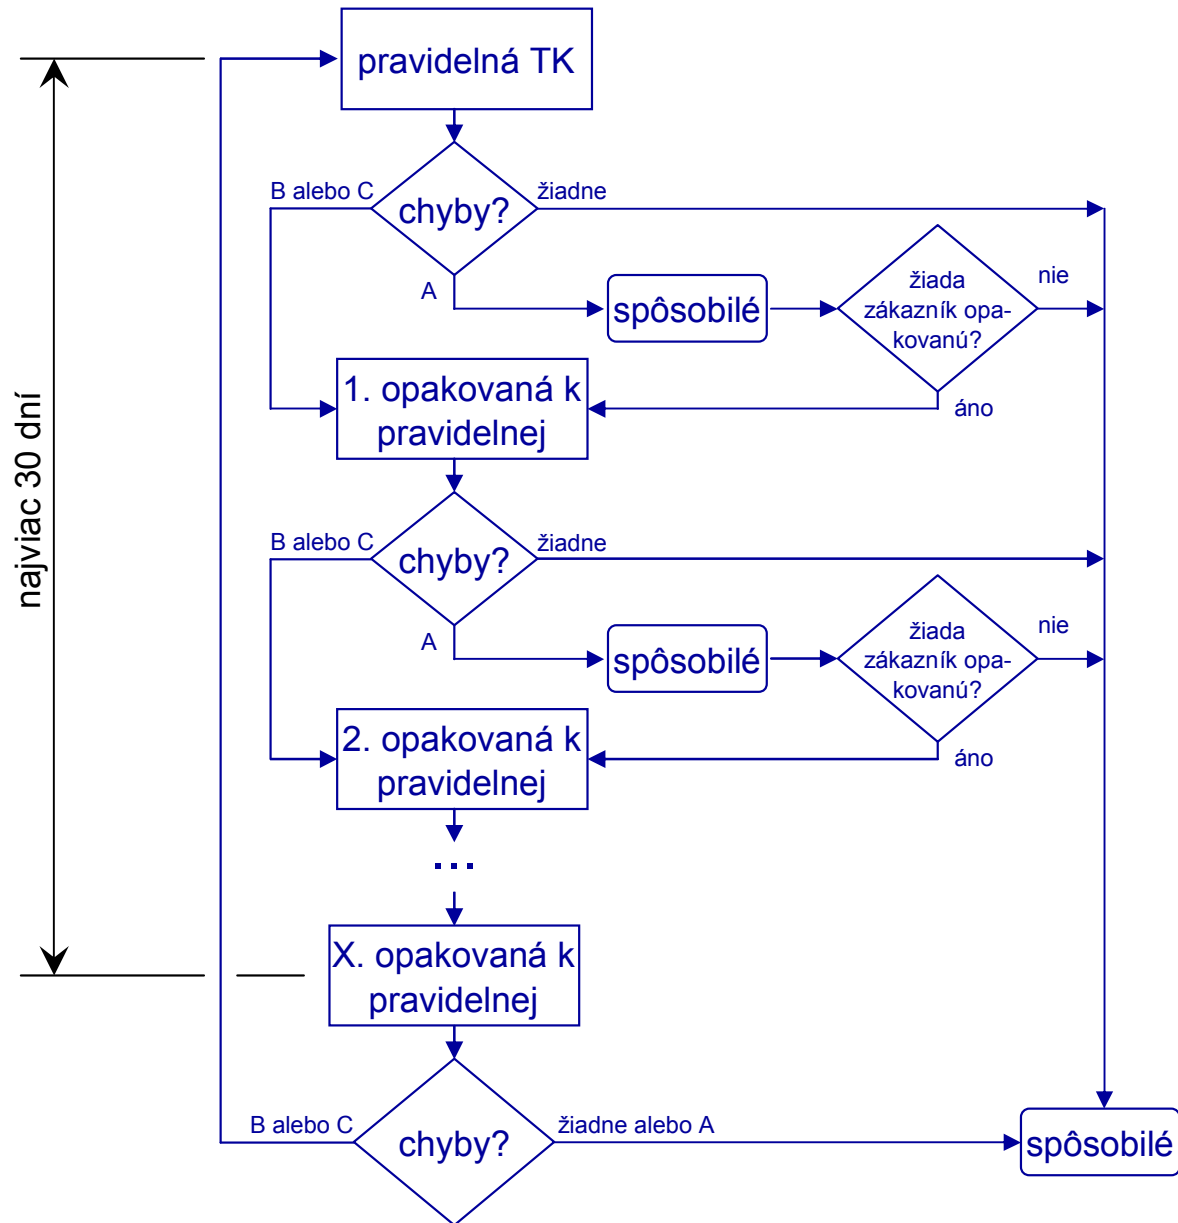 pravidelná TK
B alebo C
žiadne
chyby?
A
spôsobilé
žiada
zákazník opa-
kovanú?
nie
áno
1. opakovaná k
pravidelnej
najviac 30 dní
B alebo C
žiadne
chyby?
A
spôsobilé
žiada
zákazník opa-
kovanú?
nie
áno
2. opakovaná k
pravidelnej
...
X. opakovaná k
pravidelnej
B alebo C
chyby?
žiadne alebo A
spôsobilé